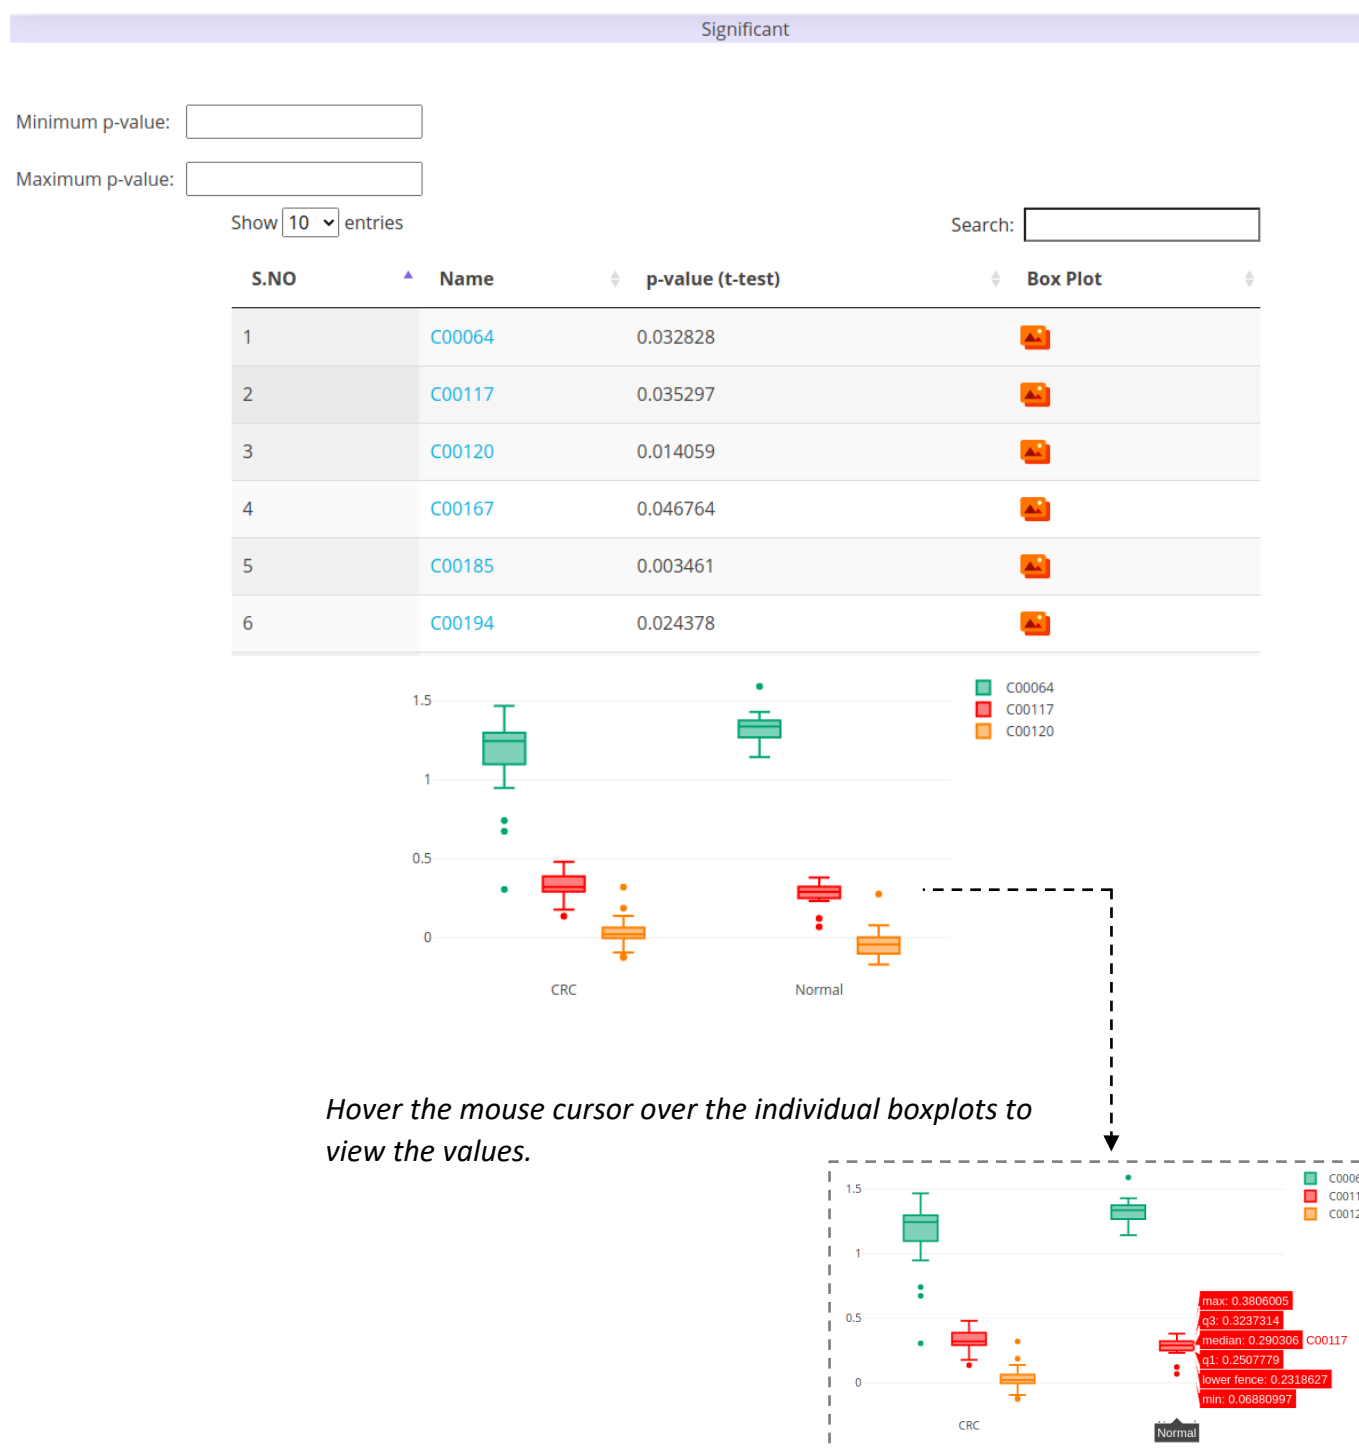 Significant
Minimum p-value:
Maximum p-value:
Show 10 entries
Search:
S.NO Name p-value (t-test) Box Plot
1 C00064 0.032828
2 C00117 0.035297
3 C00120 0.014059
4 C00167 0.046764
5 C00185 0.003461
6 C00194 0.024378
1.5
1
0.5
0
CRC Normal
C00064
C00117
C00120
Hover the mouse cursor over the individual boxplots to
view the values.
1.5
1
0.5
0
CRC
Normal
C0006
C0011
C0012
max: 0.3806005
q3: 0.3237314
median: 0.290306 C00117
q1: 0.2507779
lower fence: 0.2318627
min: 0.06880997